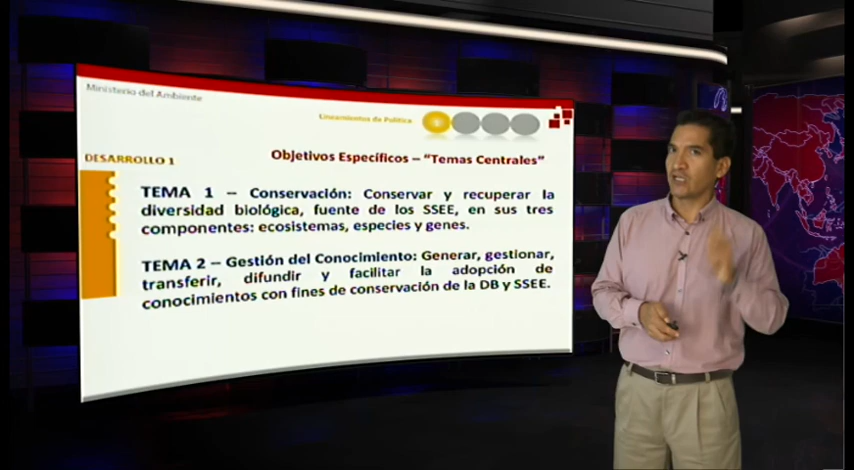 Ministerio del Ambiente
Lineamientos de Política
DESARROLLO 1
Objetivos Específicos – “Temas Centrales”
TEMA 1 – Conservación: Conservar y recuperar la
diversidad biológica, fuente de los SSEE, en sus tres
componentes: ecosistemas, especies y genes.
TEMA 2 – Gestión del Conocimiento: Generar, gestionar,
transferir, difundir y facilitar la adopción de
conocimientos con fines de conservación de la DB y SSEE.